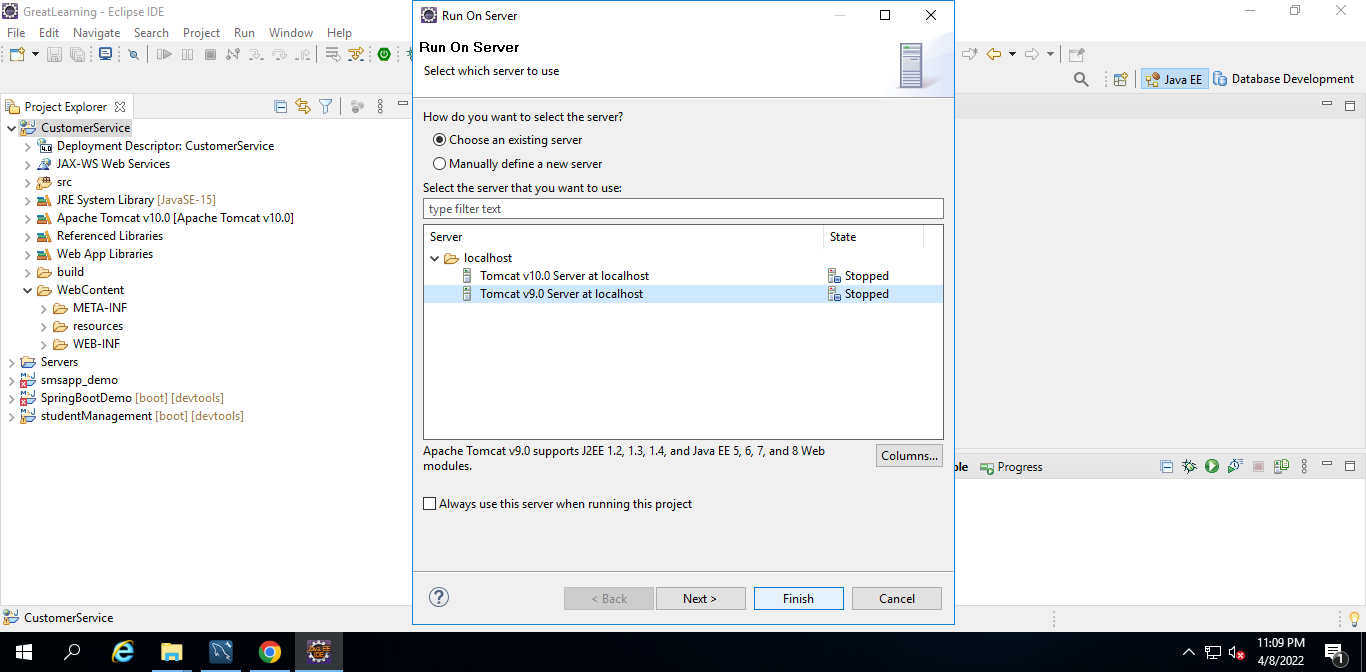 GreatLearning - Eclipse IDE
File Edit Navigate Search Project Run Window Help
Java EE Database Development
Project Explorer
CustomerService
Deployment Descriptor: CustomerService
JAX-WS Web Services
src
JRE System Library [JavaSE-15]
Apache Tomcat v10.0 [Apache Tomcat v10.0]
Referenced Libraries
Web App Libraries
build
WebContent
META-INF
resources
WEB-INF
Servers
smsapp_demo
SpringBootDemo [boot] [devtools]
studentManagement [boot] [devtools]
Run On Server
Run On Server
Select which server to use
How do you want to select the server?
Choose an existing server
Manually define a new server
Select the server that you want to use:
type filter text
Server State
localhost
Tomcat v10.0 Server at localhost Stopped
Tomcat v9.0 Server at localhost Stopped
Apache Tomcat v9.0 supports J2EE 1.2, 1.3, 1.4, and Java EE 5, 6, 7, and 8 Web
modules.
Columns...
Always use this server when running this project
< Back Next > Finish Cancel
Progress
CustomerService
11:09 PM
4/8/2022
1